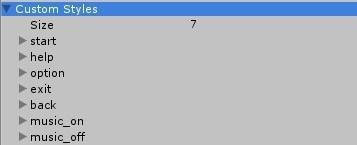 Custom Styles
Size 7
start
help
option
exit
back
music_on
music_off